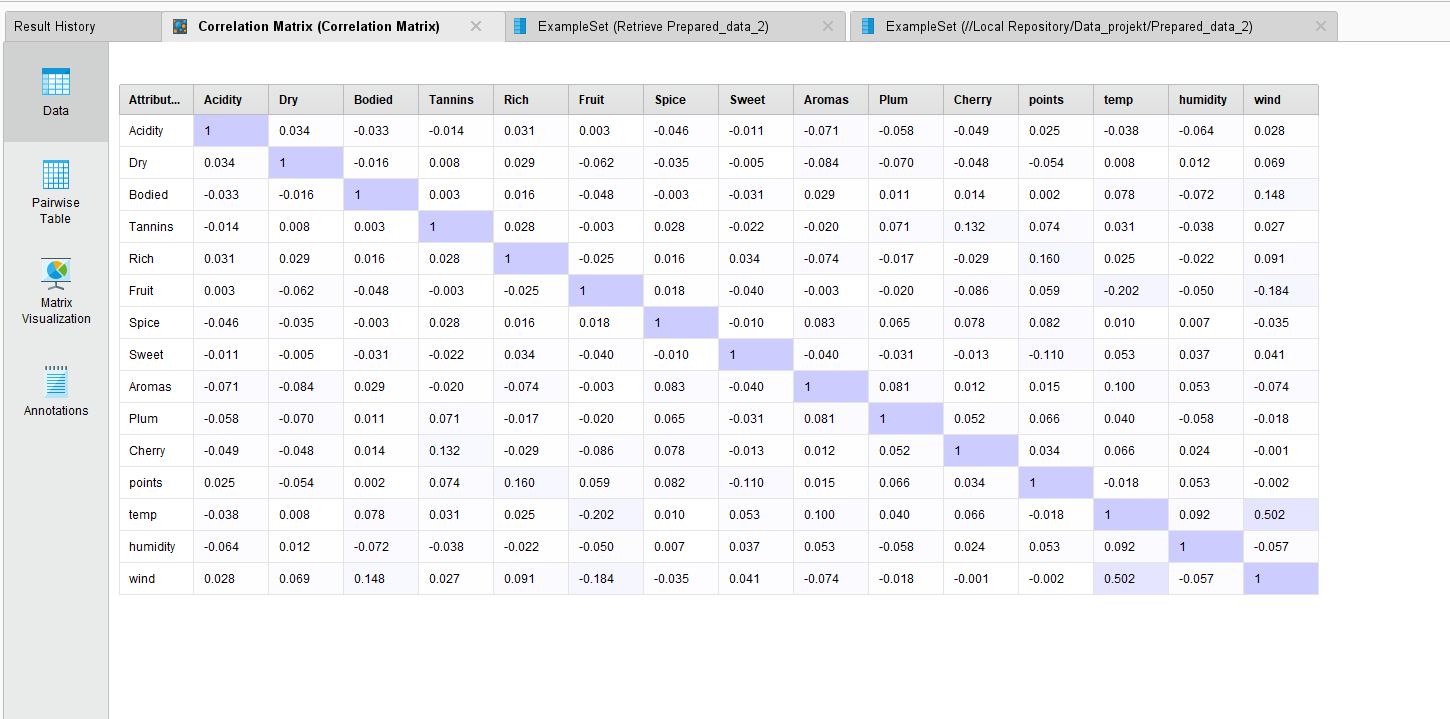 Result History
Correlation Matrix (Correlation Matrix)
ExampleSet (Retrieve Prepared_data_2)
ExampleSet (//Local Repository/Data_projekt/Prepared_data_2)
Data
Pairwise
Table
Matrix
Visualization
Annotations
Attribut... Acidity Dry Bodied Tannins Rich Fruit Spice Sweet Aromas Plum Cherry points temp humidity wind
Acidity 1 0.034 -0.033 -0.014 0.031 0.003 -0.046 -0.011 -0.071 -0.058 -0.049 0.025 -0.038 -0.064 0.028
Dry 0.034 1 -0.016 0.008 0.029 -0.062 -0.035 -0.005 -0.084 -0.070 -0.048 -0.054 0.008 0.012 0.069
Bodied -0.033 -0.016 1 0.003 0.016 -0.048 -0.003 -0.031 0.029 0.011 0.014 0.002 0.078 -0.072 0.148
Tannins -0.014 0.008 0.003 1 0.028 -0.003 0.028 -0.022 -0.020 0.071 0.132 0.074 0.031 -0.038 0.027
Rich 0.031 0.029 0.016 0.028 1 -0.025 0.016 0.034 -0.074 -0.017 -0.029 0.160 0.025 -0.022 0.091
Fruit 0.003 -0.062 -0.048 -0.003 -0.025 1 0.018 -0.040 -0.003 -0.020 -0.086 0.059 -0.202 -0.050 -0.184
Spice -0.046 -0.035 -0.003 0.028 0.016 0.018 1 -0.010 0.083 0.065 0.078 0.082 0.010 0.007 -0.035
Sweet -0.011 -0.005 -0.031 -0.022 0.034 -0.040 -0.010 1 -0.040 -0.031 -0.013 -0.110 0.053 0.037 0.041
Aromas -0.071 -0.084 0.029 -0.020 -0.074 -0.003 0.083 -0.040 1 0.081 0.012 0.015 0.100 0.053 -0.074
Plum -0.058 -0.070 0.011 0.071 -0.017 -0.020 0.065 -0.031 0.081 1 0.052 0.066 0.040 -0.058 -0.018
Cherry -0.049 -0.048 0.014 0.132 -0.029 -0.086 0.078 -0.013 0.012 0.052 1 0.034 0.066 0.024 -0.001
points 0.025 -0.054 0.002 0.074 0.160 0.059 0.082 -0.110 0.015 0.066 0.034 1 -0.018 0.053 -0.002
temp -0.038 0.008 0.078 0.031 0.025 -0.202 0.010 0.053 0.100 0.040 0.066 -0.018 1 0.092 0.502
humidity -0.064 0.012 -0.072 -0.038 -0.022 -0.050 0.007 0.037 0.053 -0.058 0.024 0.053 0.092 1 -0.057
wind 0.028 0.069 0.148 0.027 0.091 -0.184 -0.035 0.041 -0.074 -0.018 -0.001 -0.002 0.502 -0.057 1